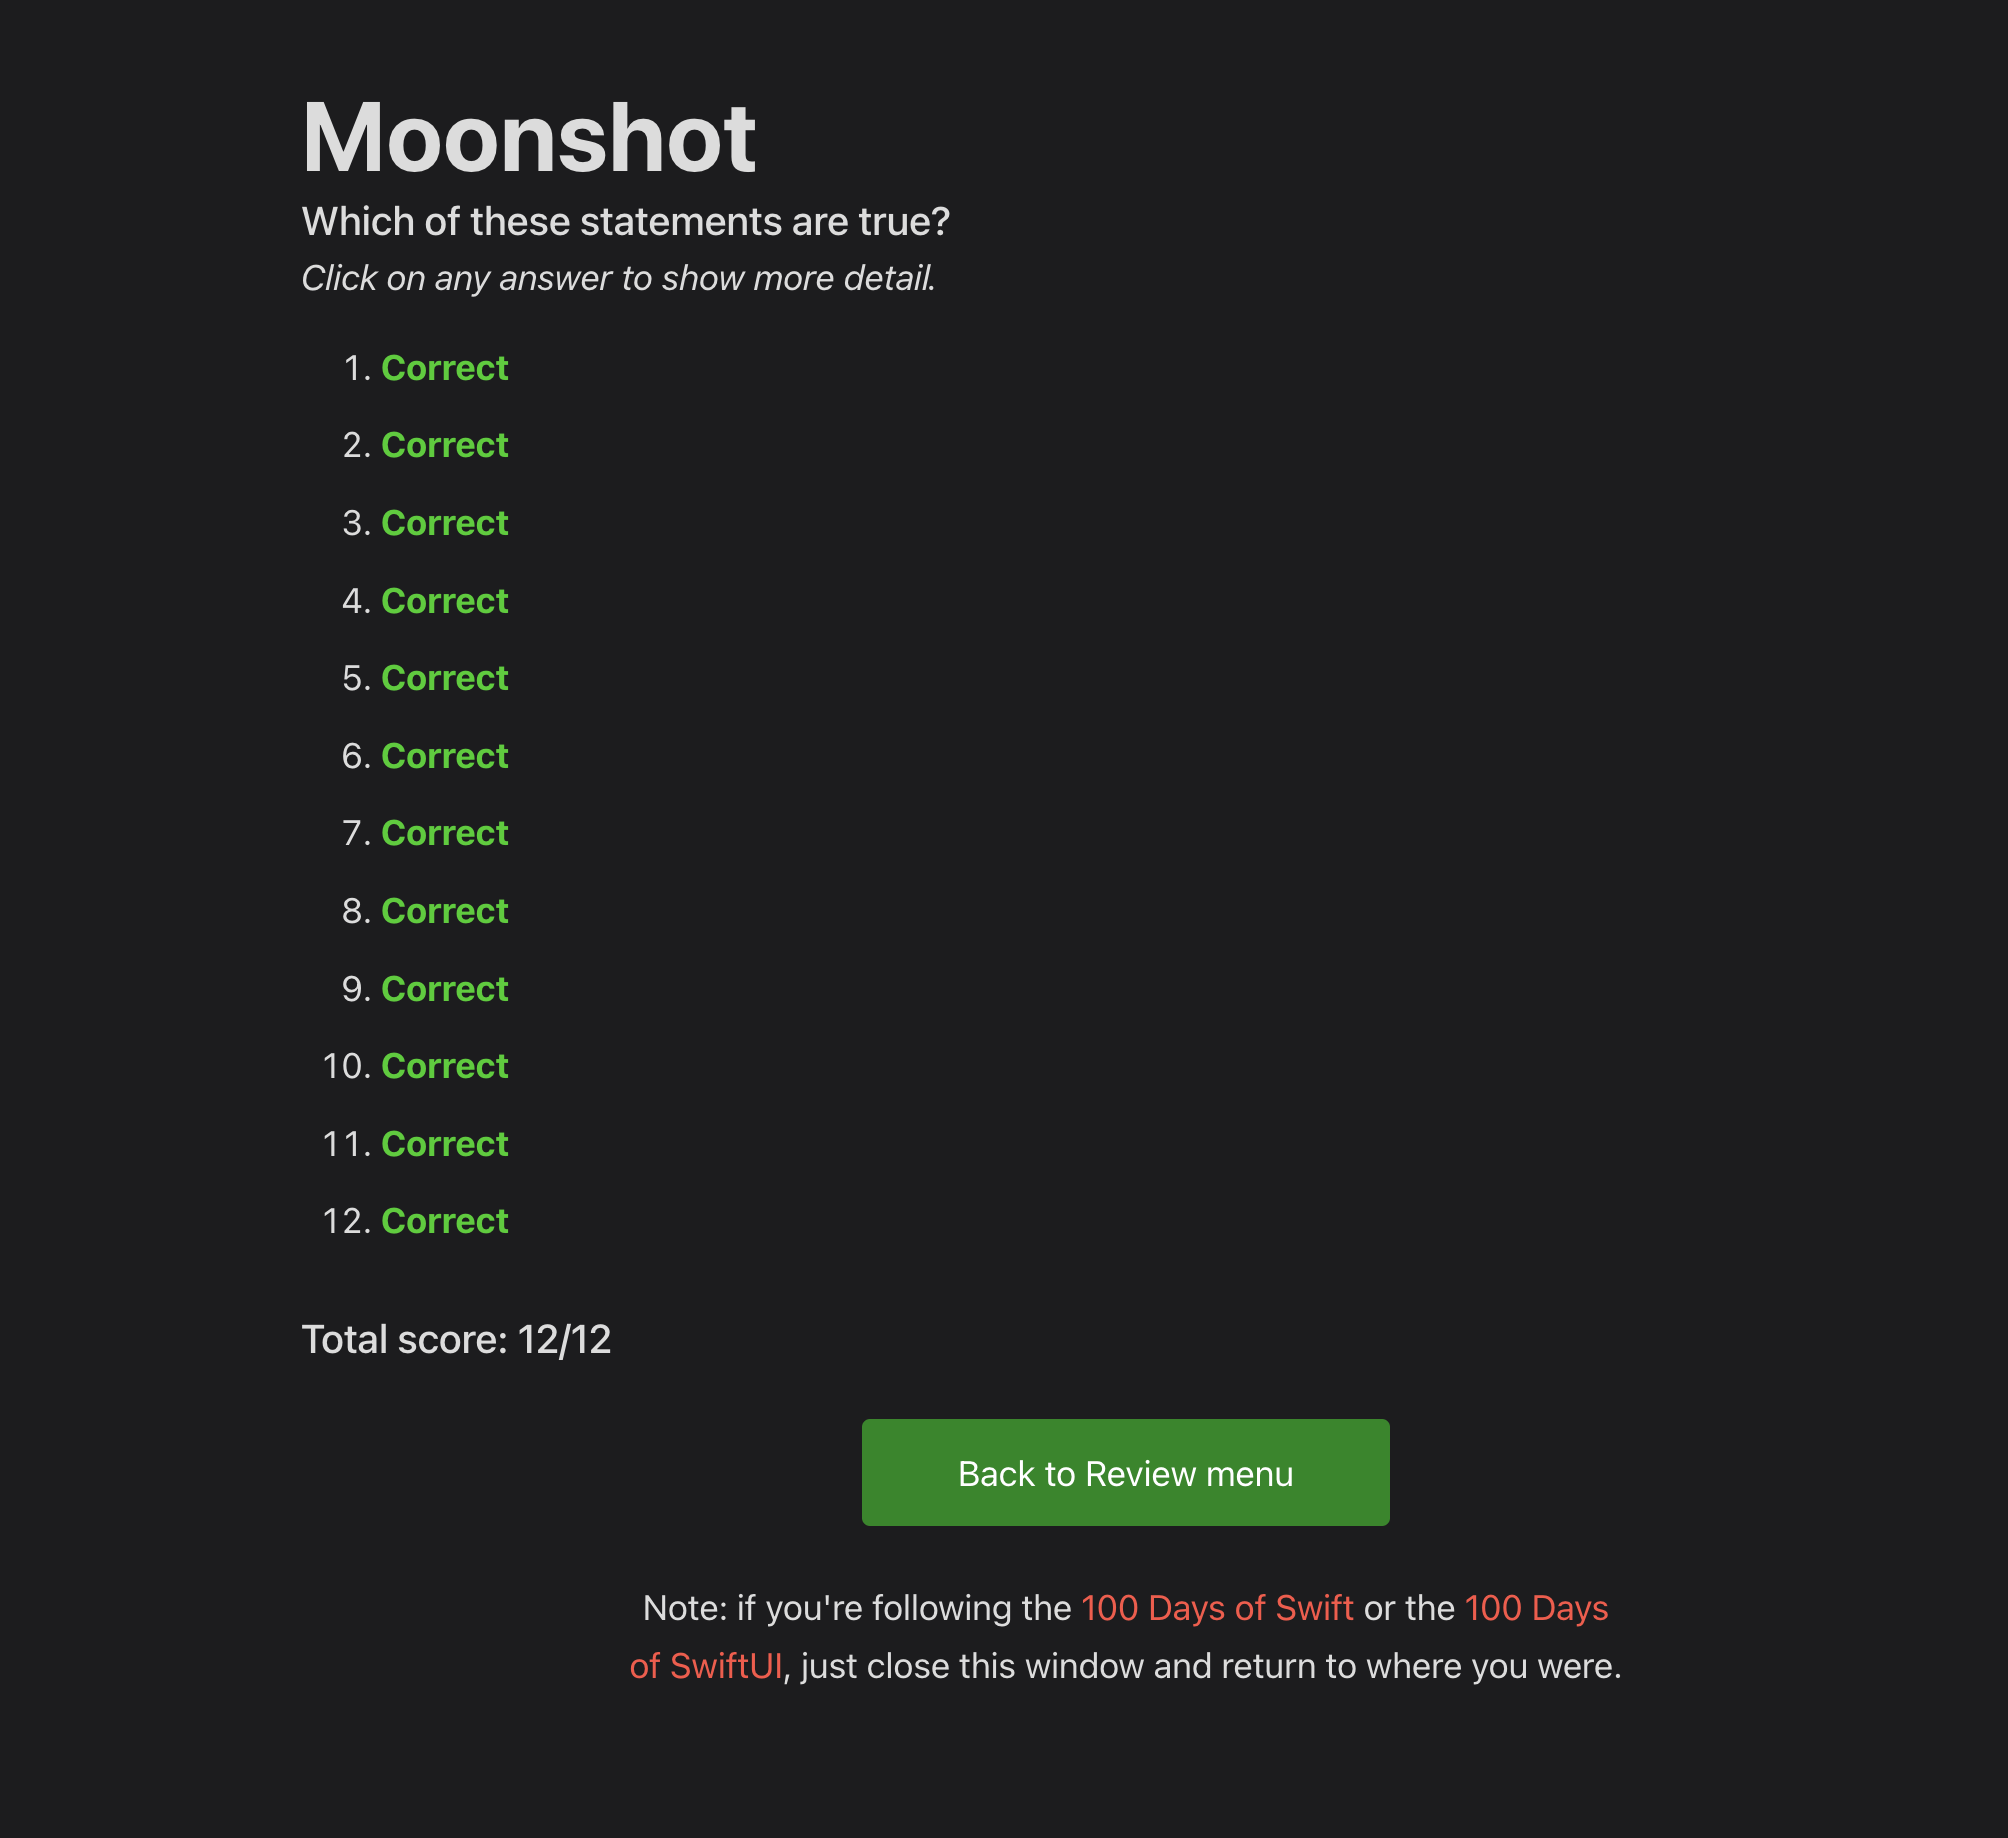 Moonshot
Which of these statements are true?
Click on any answer to show more detail.
1. Correct
2. Correct
3. Correct
4. Correct
5. Correct
6. Correct
7. Correct
8. Correct
9. Correct
10. Correct
11. Correct
12. Correct
Total score: 12/12
Back to Review menu
Note: if you're following the 100 Days of Swift or the 100 Days
of SwiftUI, just close this window and return to where you were.